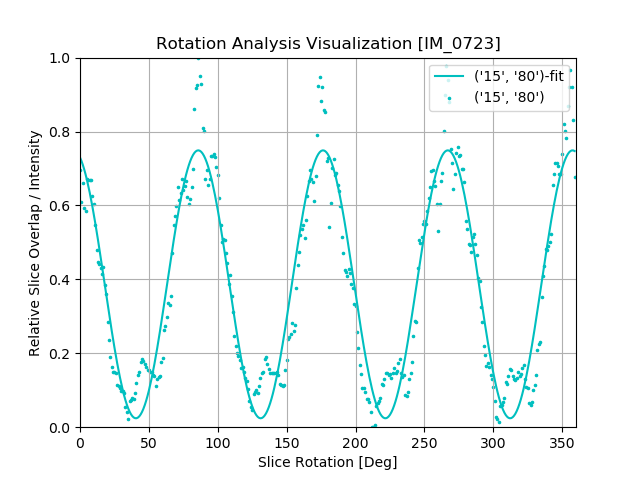 Rotation Analysis Visualization [IM_0723]
('15', '80')-fit
('15', '80')
Relative Slice Overlap / Intensity
1.0
0.8
0.6
0.4
0.2
0.0
0 50 100 150 200 250 300 350
Slice Rotation [Deg]